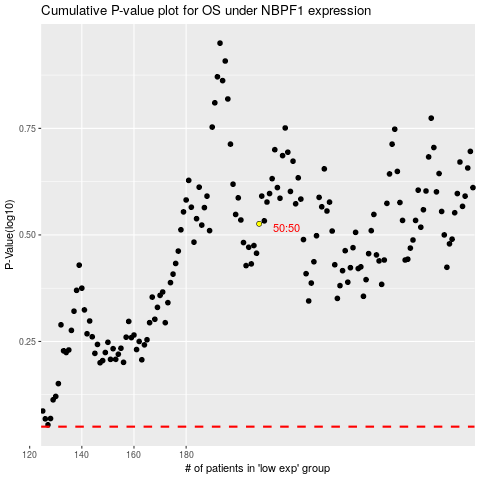 Cumulative P-value plot for OS under NBPF1 expression
P-Value(log10)
0.75
0.50
0.25
50:50
120 140 160 180
# of patients in 'low exp' group